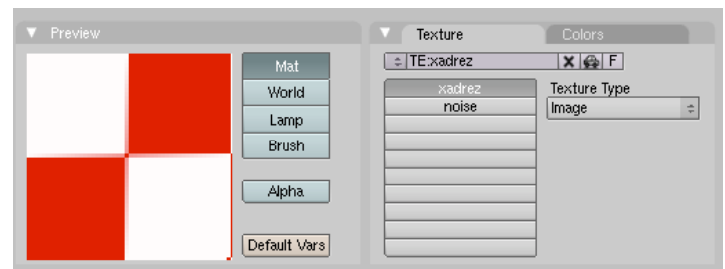 Preview
Mat
World
Lamp
Brush
Alpha
Default Vars
Texture
Colors
TE:xadrez
F
xadrez
noise
Texture Type
Image